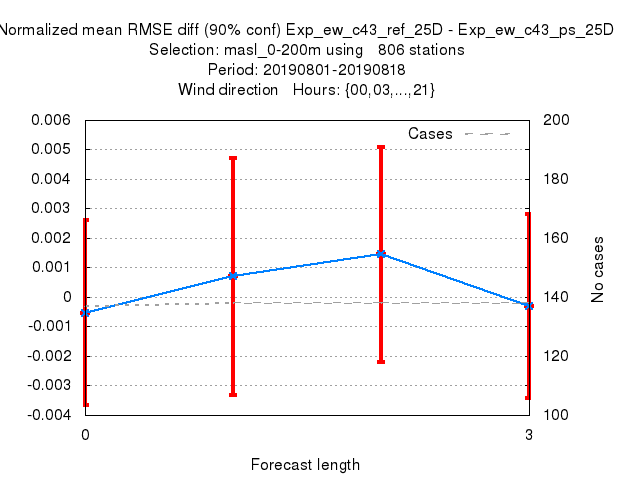 Normalized mean RMSE diff (90% conf) Exp_ew_c43_ref_25D - Exp_ew_c43_ps_25D
Selection: masl_0-200m using 806 stations
Period: 20190801-20190818
Wind direction Hours: {00,03,...,21}
Cases
0.006
0.005
0.004
0.003
0.002
0.001
0
-0.001
-0.002
-0.003
-0.004
200
180
160
140
120
100
No cases
0
3
Forecast length